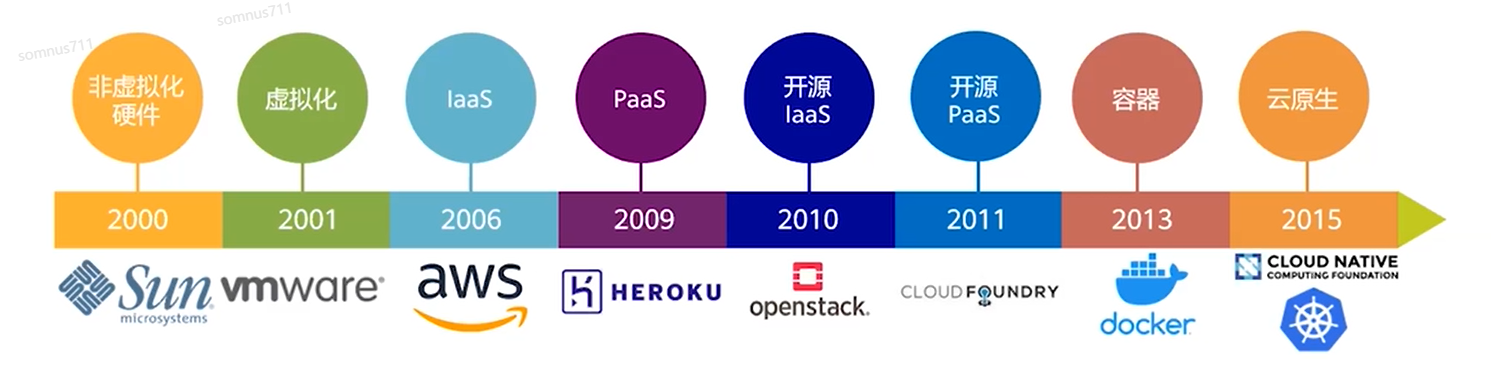 somnus711
somnus711
非虚拟化
硬件
虚拟化
IaaS
PaaS
开源
IaaS
开源
PaaS
容器
云原生
2000
2001
2006
2009
2010
2011
2013
2015
Sun
microsystems
vmware®
aws
HEROKU
openstack.
CLOUD FOUNDRY
docker
CLOUD NATIVE
COMPUTING FOUNDATION